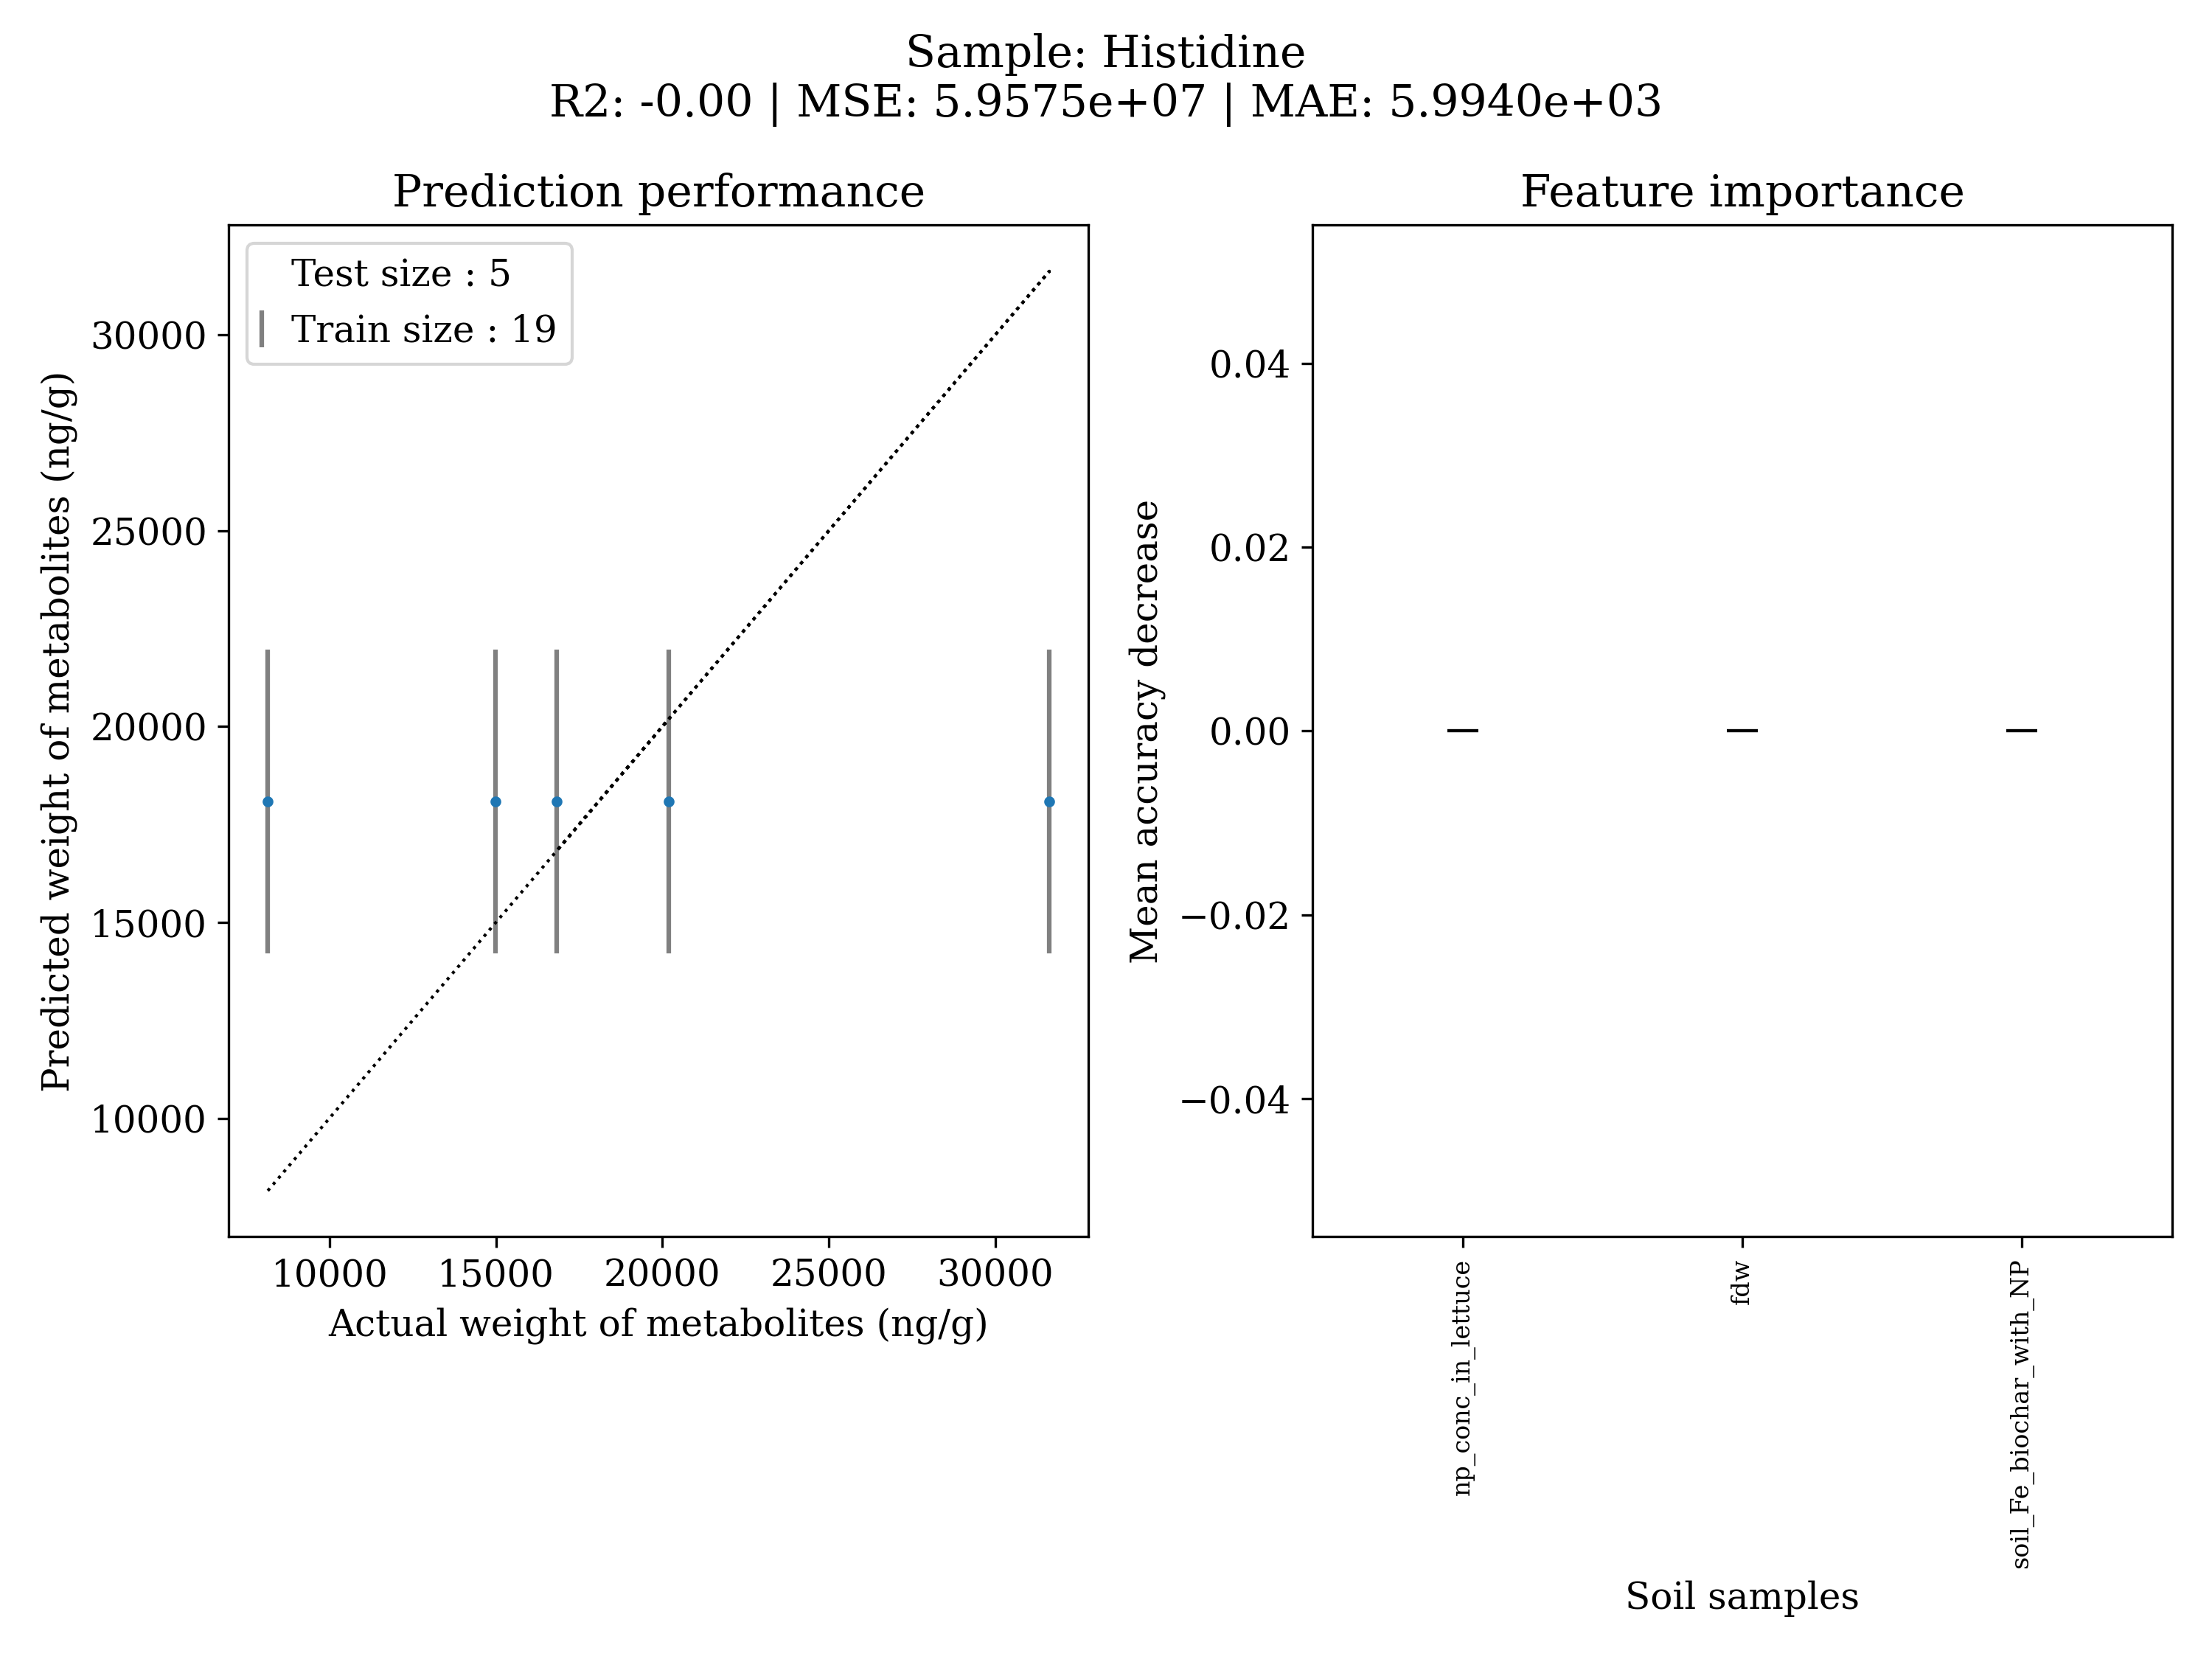 Sample: Histidine
R2: -0.00 | MSE: 5.9575e+07 | MAE: 5.9940e+03
Prediction performance
Test size : 5
Train size : 19
30000
25000
20000
15000
10000
Predicted weight of metabolites (ng/g)
10000 15000 20000 25000 30000
Actual weight of metabolites (ng/g)
Feature importance
0.04
0.02
0.00
−0.02
−0.04
Mean accuracy decrease
np_conc_in_lettuce
fdw
soil_Fe_biochar_with_NP
Soil samples